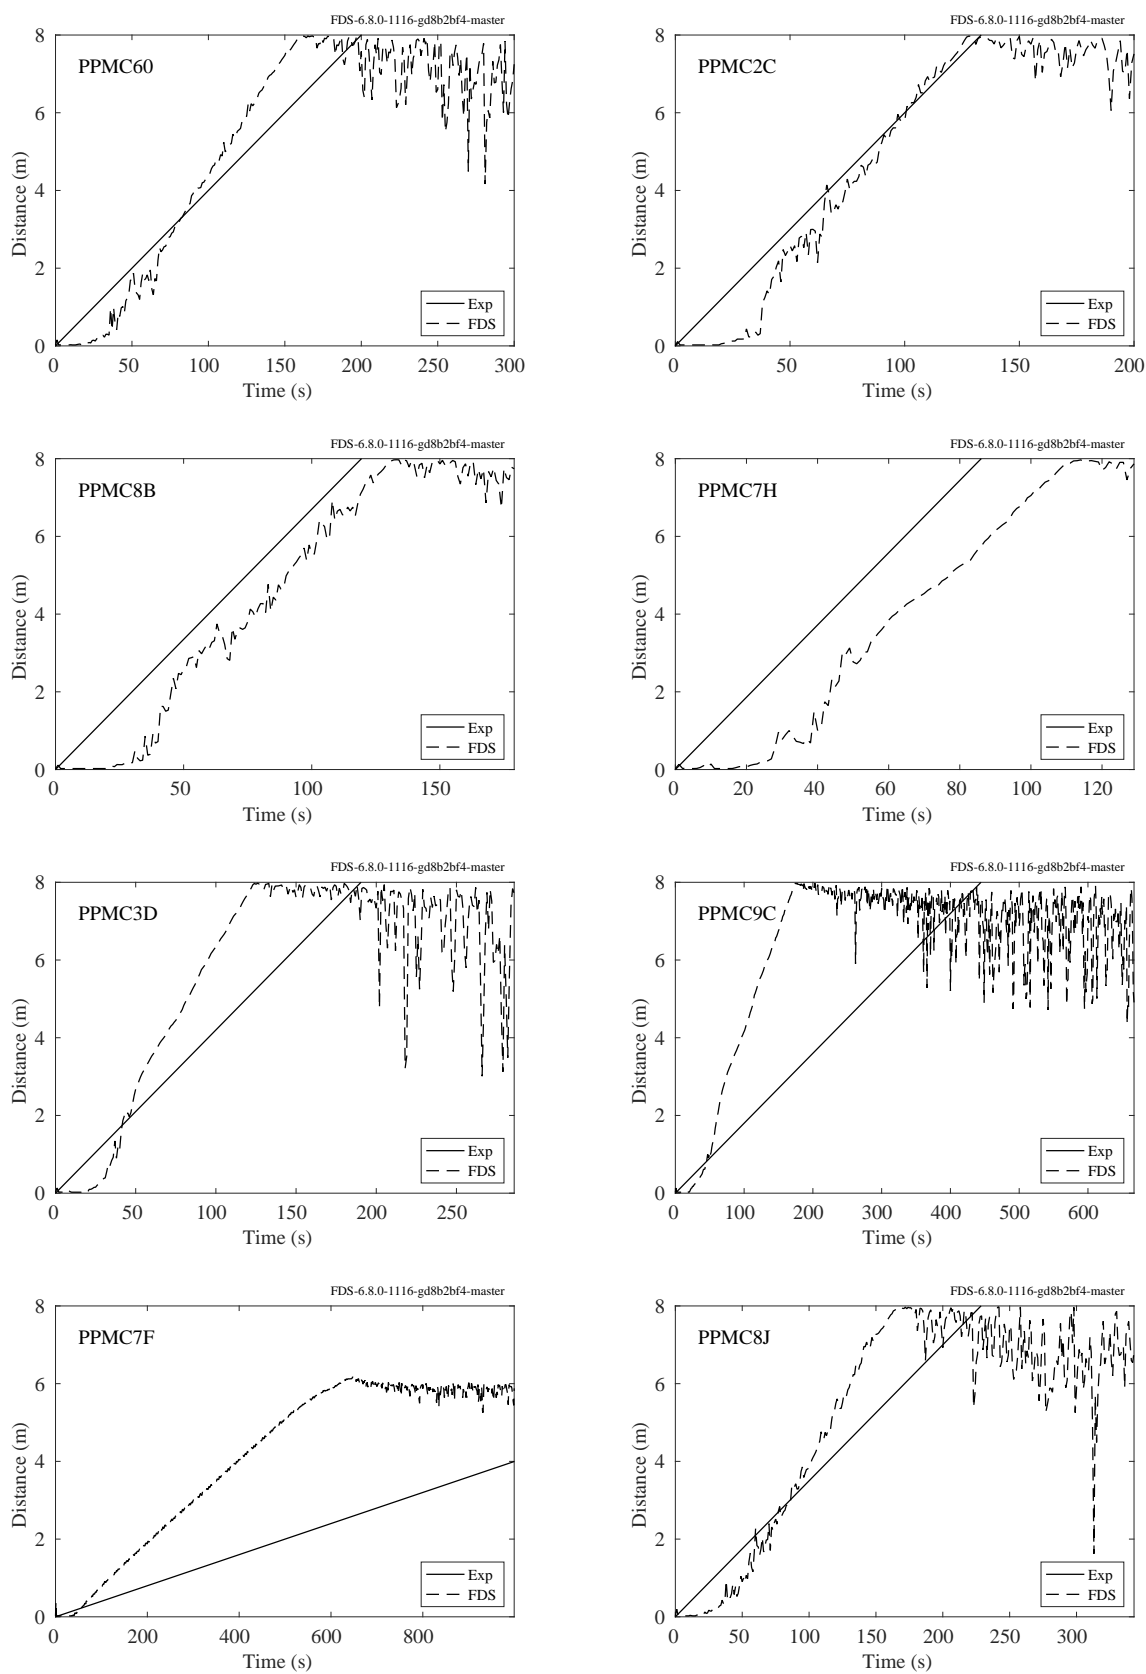 FDS-6.8.0-1116-gd8b2bf4-master
PPMC60
8
6
4
2
0
Distance (m)
Exp
FDS
0 50 100 150 200 250 300
Time (s)
FDS-6.8.0-1116-gd8b2bf4-master
PPMC2C
8
6
4
2
0
Distance (m)
Exp
FDS
0 50 100 150 200
Time (s)
FDS-6.8.0-1116-gd8b2bf4-master
PPMC8B
8
6
4
2
0
Distance (m)
Exp
FDS
0 50 100 150
Time (s)
FDS-6.8.0-1116-gd8b2bf4-master
PPMC7H
8
6
4
2
0
Distance (m)
Exp
FDS
0 20 40 60 80 100 120
Time (s)
FDS-6.8.0-1116-gd8b2bf4-master
PPMC3D
8
6
4
2
0
Distance (m)
Exp
FDS
0 50 100 150 200 250
Time (s)
FDS-6.8.0-1116-gd8b2bf4-master
PPMC9C
8
6
4
2
0
Distance (m)
Exp
FDS
0 100 200 300 400 500 600
Time (s)
FDS-6.8.0-1116-gd8b2bf4-master
PPMC7F
8
6
4
2
0
Distance (m)
Exp
FDS
0 200 400 600 800
Time (s)
FDS-6.8.0-1116-gd8b2bf4-master
PPMC8J
8
6
4
2
0
Distance (m)
Exp
FDS
0 50 100 150 200 250 300
Time (s)